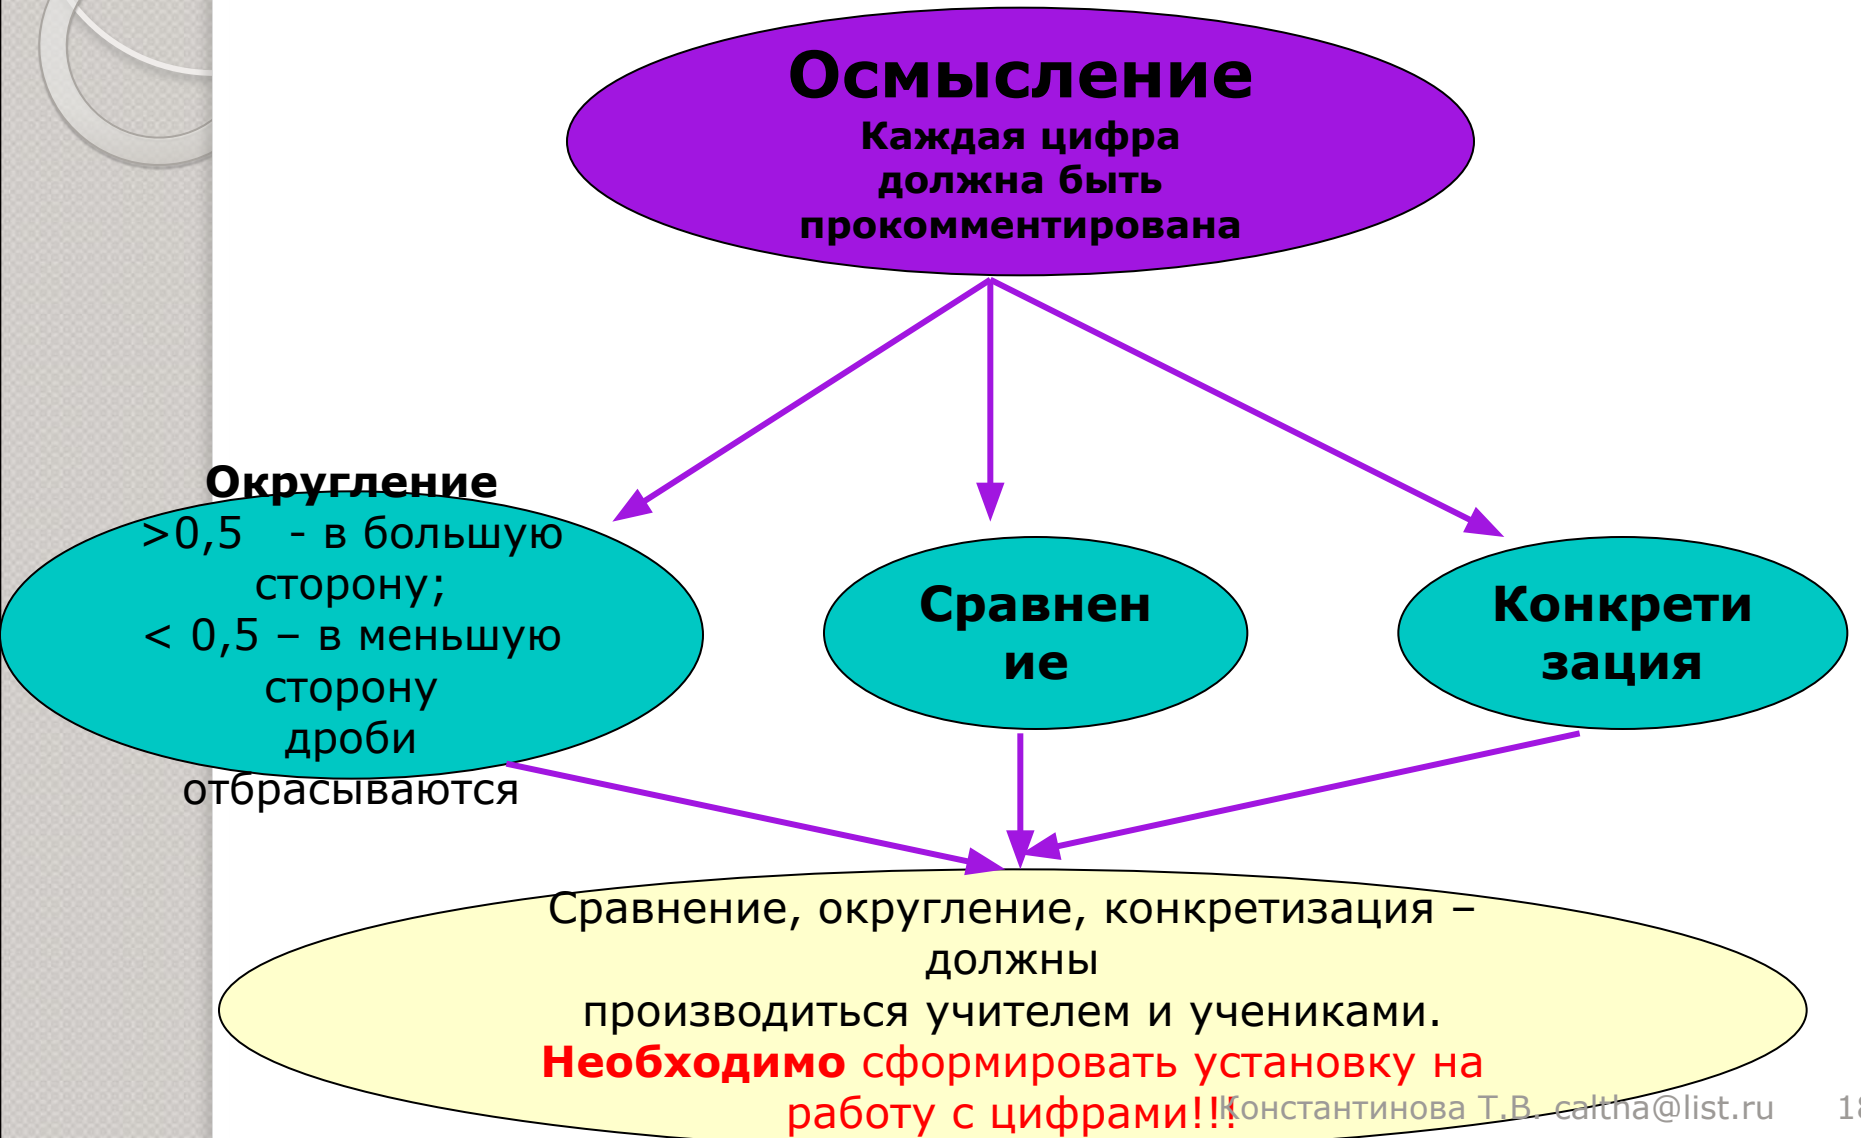 Осмысление
Каждая цифра
должна быть
прокомментирована
Округление
>0,5 - в большую
сторону;
< 0,5 – в меньшую
сторону
дроби
отбрасываются
Сравнен
ие
Конкрети
зация
Сравнение, округление, конкретизация –
должны
производиться учителем и учениками.
Необходимо сформировать установку на
работу с цифрами!!!
Константинова Т.В. caltha@list.ru
18